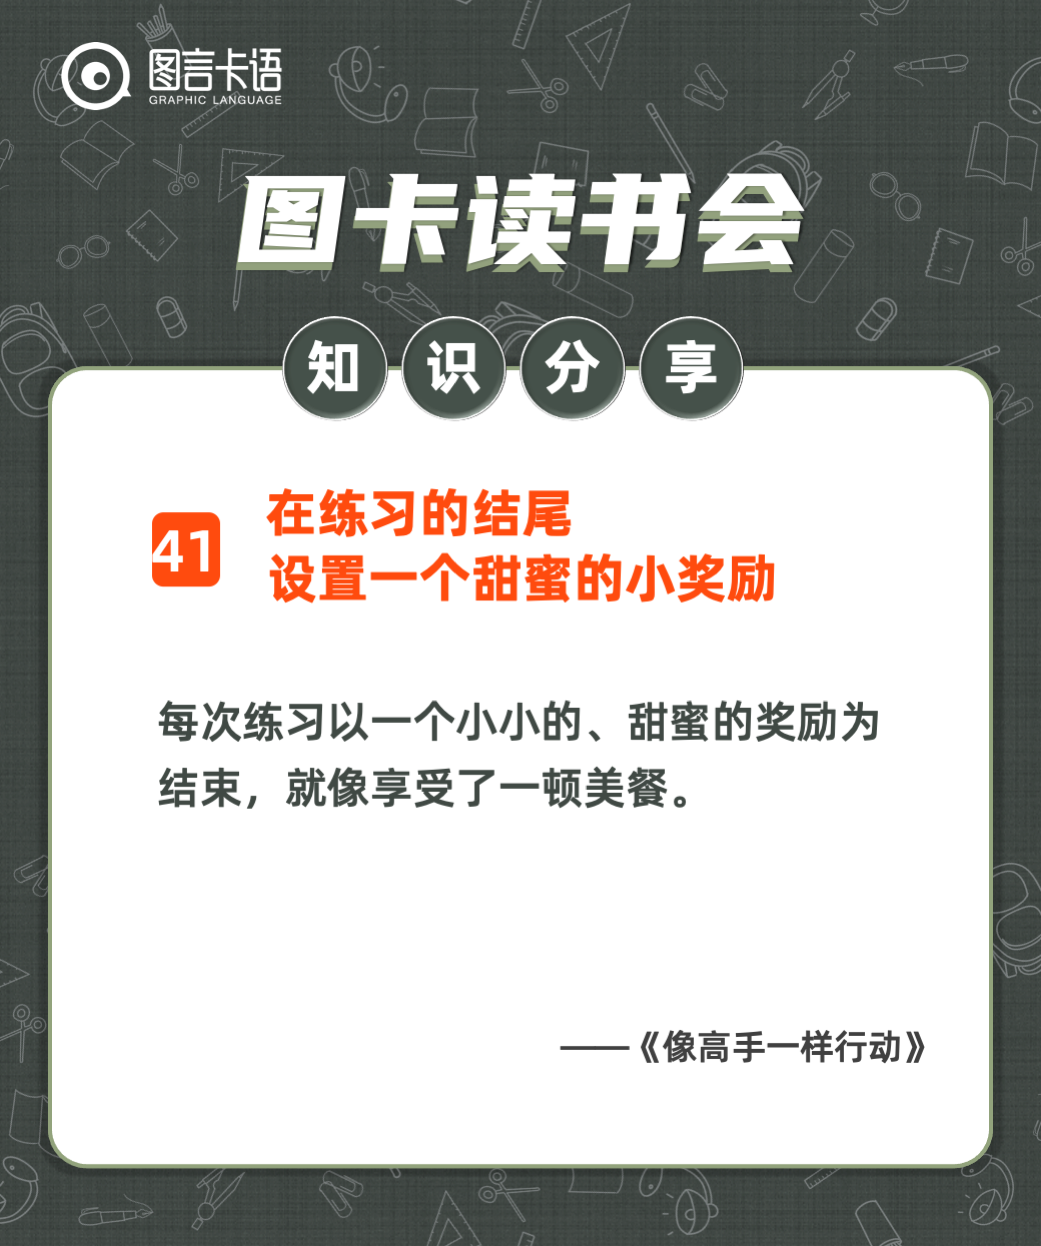 图言卡语
GRAPHIC LANGUAGE
图卡读书会
知识分享
41
在练习的结尾
设置一个甜蜜的小奖励
每次练习以一个小小的、甜蜜的奖励为
结束，就像享受了一顿美餐。
——《像高手一样行动》